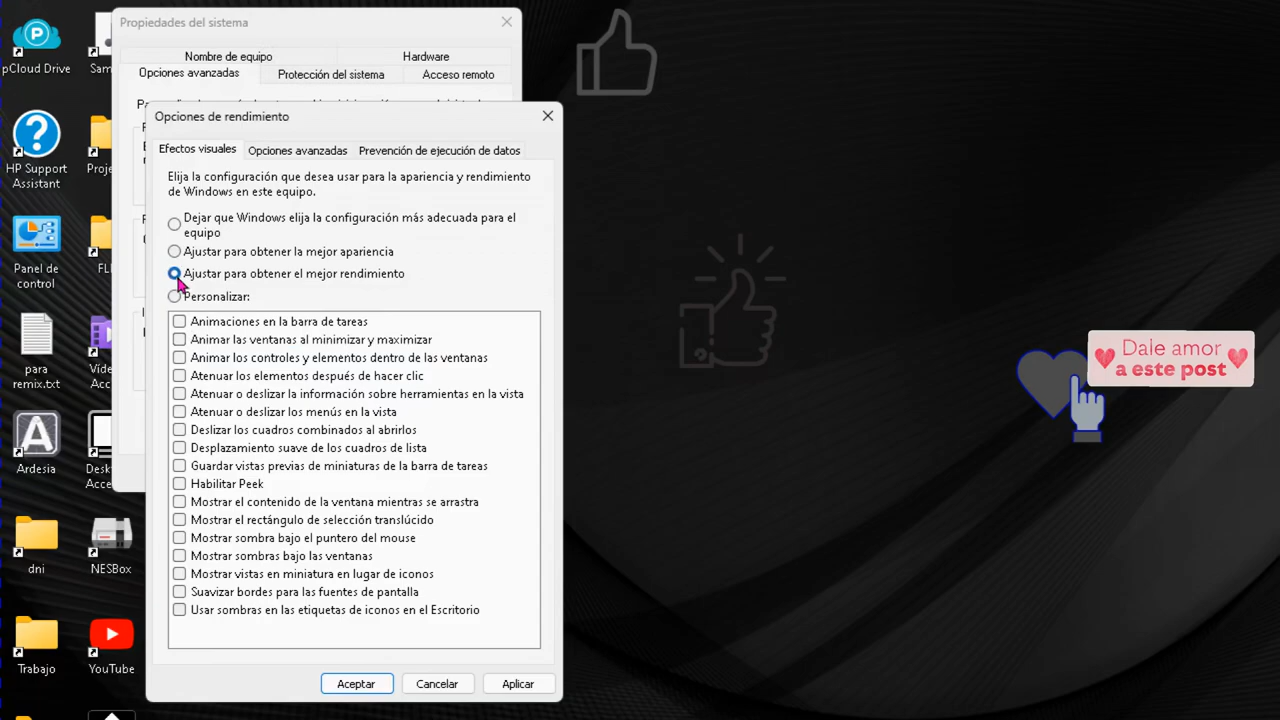 pCloud Drive
Sam
HP Support
Assistant
Proje
Panel de
control
FL
para
remix.txt
Víd
Acc
Ardesia
Desk
Acce
dni
NESBox
Trabajo
YouTube
Propiedades del sistema
Nombre de equipo
Hardware
Opciones avanzadas
Protección del sistema
Acceso remoto
Opciones de rendimiento
Efectos visuales
Opciones avanzadas
Prevención de ejecución de datos
Elija la configuración que desea usar para la apariencia y rendimiento
de Windows en este equipo.
Dejar que Windows elija la configuración más adecuada para el
equipo
Ajustar para obtener la mejor apariencia
Ajustar para obtener el mejor rendimiento
Personalizar:
Animaciones en la barra de tareas
Animar las ventanas al minimizar y maximizar
Animar los controles y elementos dentro de las ventanas
Atenuar los elementos después de hacer clic
Atenuar o deslizar la información sobre herramientas en la vista
Atenuar o deslizar los menús en la vista
Deslizar los cuadros combinados al abrirlos
Desplazamiento suave de los cuadros de lista
Guardar vistas previas de miniaturas de la barra de tareas
Habilitar Peek
Mostrar el contenido de la ventana mientras se arrastra
Mostrar el rectángulo de selección translúcido
Mostrar sombra bajo el puntero del mouse
Mostrar sombras bajo las ventanas
Mostrar vistas en miniatura en lugar de iconos
Suavizar bordes para las fuentes de pantalla
Usar sombras en las etiquetas de iconos en el Escritorio
Aceptar
Cancelar
Aplicar
Dale amor
a este post